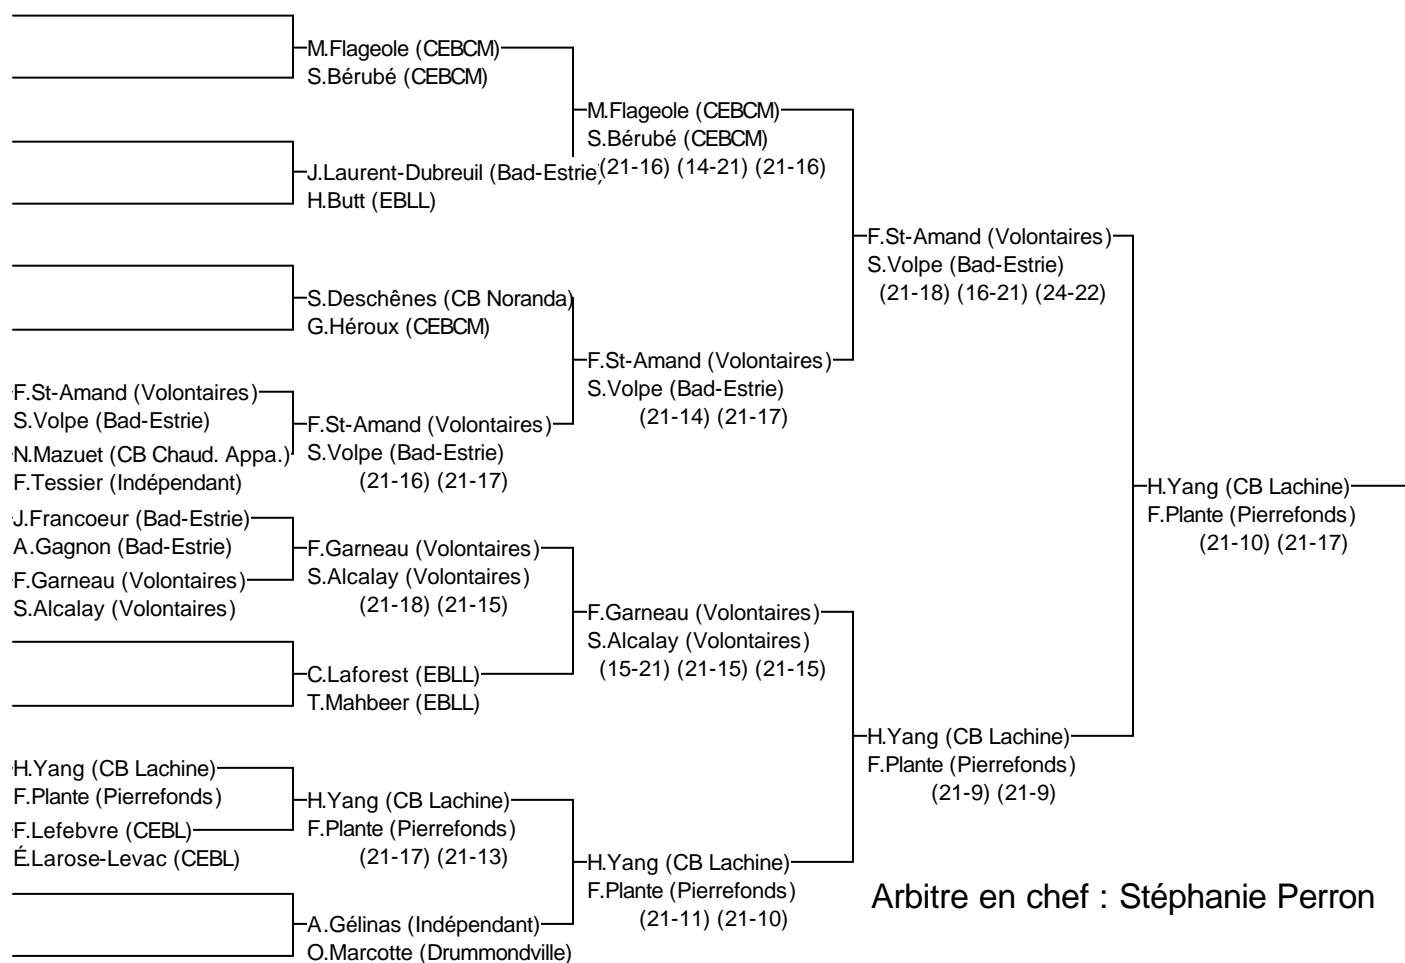 M.Flageole (CEBCM)
S.Bérubé (CEBCM)
M.Flageole (CEBCM)
S.Bérubé (CEBCM)
(21-16) (14-21) (21-16)
J.Laurent-Dubreuil (Bad-Estrie)
H.Butt (EBLL)
F.St-Amand (Volontaires)
S.Volpe (Bad-Estrie)
(21-18) (16-21) (24-22)
S.Deschênes (CB Noranda)
G.Héroux (CEBCM)
F.St-Amand (Volontaires)
S.Volpe (Bad-Estrie)
(21-14) (21-17)
F.St-Amand (Volontaires)
S.Volpe (Bad-Estrie)
N.Mazuet (CB Chaud. Appa.)
F.Tessier (Indépendant)
F.St-Amand (Volontaires)
S.Volpe (Bad-Estrie)
(21-16) (21-17)
H.Yang (CB Lachine)
F.Plante (Pierrefonds)
(21-10) (21-17)
J.Francoeur (Bad-Estrie)
A.Gagnon (Bad-Estrie)
F.Garneau (Volontaires)
S.Alcalay (Volontaires)
F.Garneau (Volontaires)
S.Alcalay (Volontaires)
(21-18) (21-15)
F.Garneau (Volontaires)
S.Alcalay (Volontaires)
(15-21) (21-15) (21-15)
C.Laforest (EBLL)
T.Mahbeer (EBLL)
H.Yang (CB Lachine)
F.Plante (Pierrefonds)
(21-9) (21-9)
H.Yang (CB Lachine)
F.Plante (Pierrefonds)
F.Lefebvre (CEBL)
É.Larose-Levac (CEBL)
H.Yang (CB Lachine)
F.Plante (Pierrefonds)
(21-17) (21-13)
H.Yang (CB Lachine)
F.Plante (Pierrefonds)
(21-11) (21-10)
A.Gélinas (Indépendant)
O.Marcotte (Drummondville)
Arbitre en chef : Stéphanie Perron